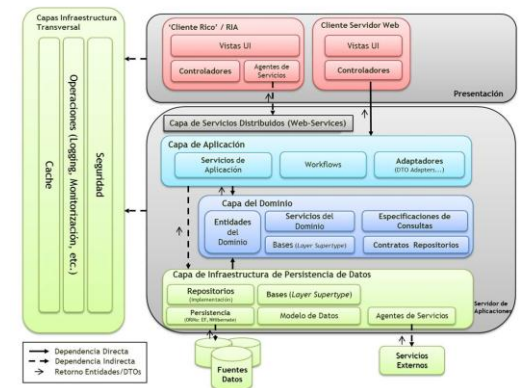 Capas Infraestructura
Transversal
Cache
Operaciones (Logging, Monitorización, etc.)
Seguridad
'Cliente Rico' / RIA
Vistas UI
Controladores
Agentes de
Servicios
Cliente Servidor Web
Vistas UI
Controladores
Presentación
Capa de Servicios Distribuidos (Web-Services)
Capa de Aplicación
Servicios de
Aplicación
Workflows
Adaptadores
(DTO Adapters...)
Capa del Dominio
Entidades
del
Dominio
Servicios del
Dominio
Especificaciones de
Consultas
Bases (Layer Supertype)
Contratos Repositorios
Capa de Infraestructura de Persistencia de Datos
Repositorios
(Implementación)
Bases (Layer Supertype)
Persistencia
(ORMs: EF, NHibernate)
Modelo de Datos
Agentes de Servicios
Servidor de
Aplicaciones
Fuentes
Datos
Servicios
Externos
Dependencia Directa
Dependencia Indirecta
Retorno Entidades/DTOs